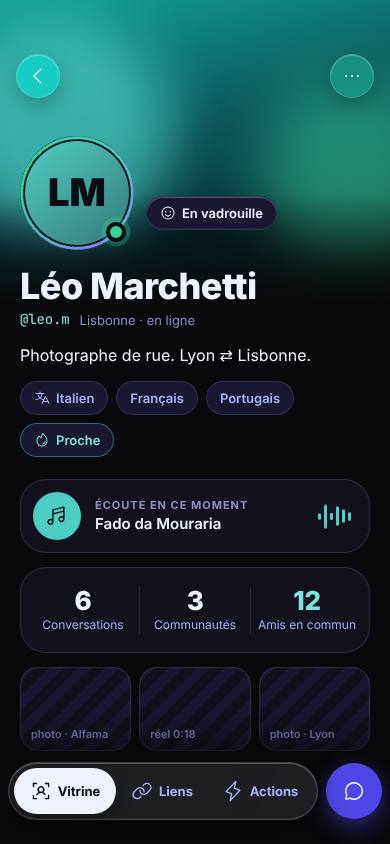 LM
En vadrouille
Léo Marchetti
@leo.m Lisbonne · en ligne
Photographe de rue. Lyon ⇄ Lisbonne.
Italien Français Portugais
Proche
ÉCOUTE EN CE MOMENT
Fado da Mouraria
6 3 12
Conversations Communautés Amis en commun
photo · Alfama réel 0:18 photo · Lyon
Vitrine Liens Actions